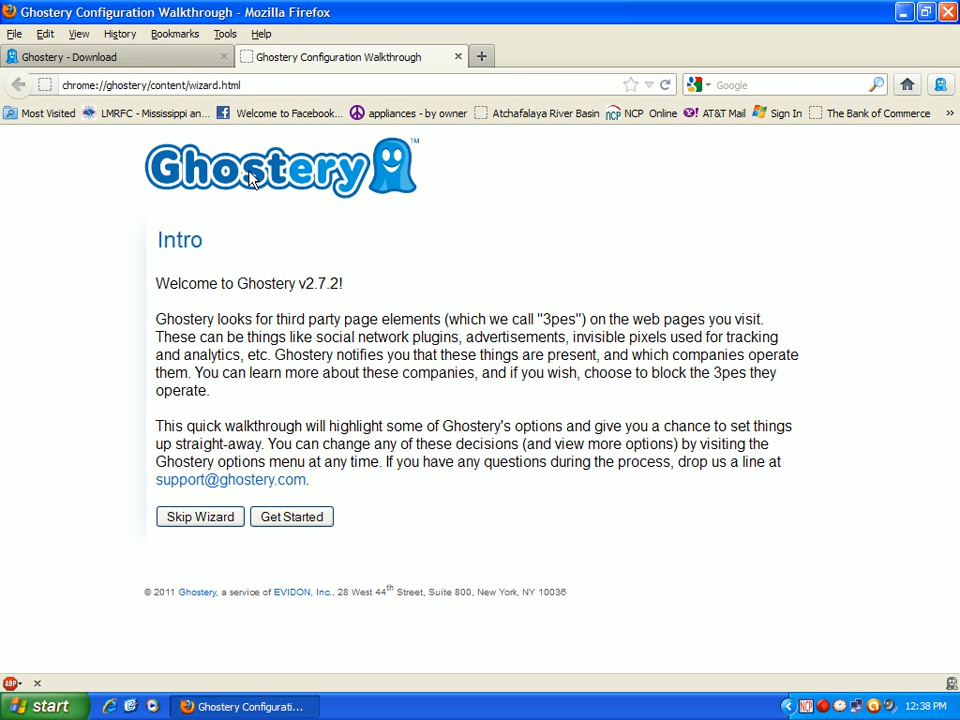 Ghostery Configuration Walkthrough - Mozilla Firefox
File Edit View History Bookmarks Tools Help
Ghostery - Download
Ghostery Configuration Walkthrough
chrome://ghostery/content/wizard.html
Google
Most Visited LMRFC - Mississippi an... Welcome to Facebook... appliances - by owner Atchafalaya River Basin NCP Online AT&T Mail Sign In The Bank of Commerce »
Ghostery™
Intro
Welcome to Ghostery v2.7.2!
Ghostery looks for third party page elements (which we call "3pes") on the web pages you visit.
These can be things like social network plugins, advertisements, invisible pixels used for tracking
and analytics, etc. Ghostery notifies you that these things are present, and which companies operate
them. You can learn more about these companies, and if you wish, choose to block the 3pes they
operate.
This quick walkthrough will highlight some of Ghostery's options and give you a chance to set things
up straight-away. You can change any of these decisions (and view more options) by visiting the
Ghostery options menu at any time. If you have any questions during the process, drop us a line at
support@ghostery.com.
Skip Wizard Get Started
© 2011 Ghostery, a service of EVIDON, Inc., 28 West 44th Street, Suite 800, New York, NY 10036
ABP
start Ghostery Configurati... NCP 12:38 PM